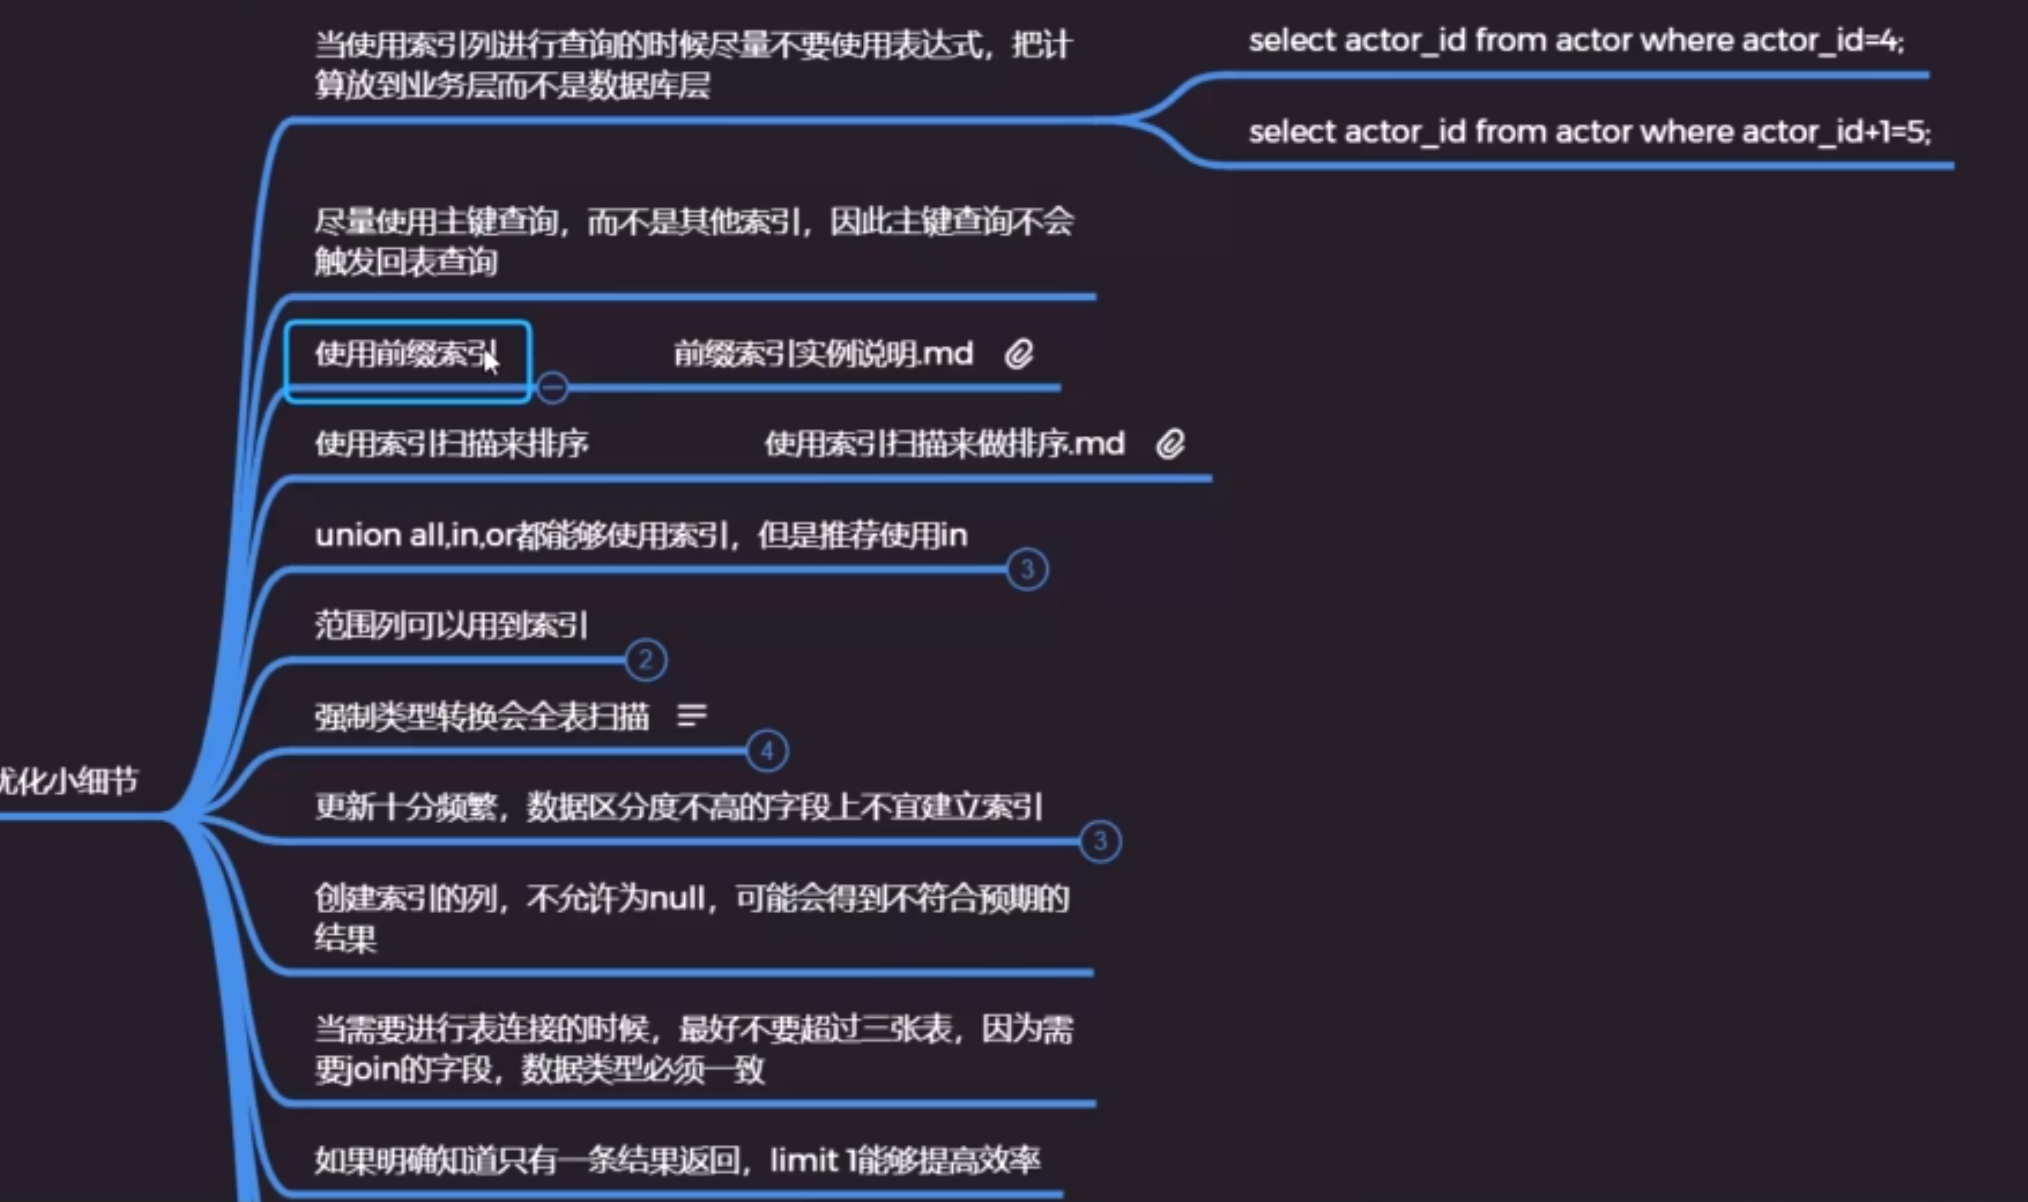 当使用索引列进行查询的时候尽量不要使用表达式，把计
算放到业务层而不是数据库层
select actor_id from actor where actor_id=4;
select actor_id from actor where actor_id+1=5;
尽量使用主键查询，而不是其他索引，因此主键查询不会
触发回表查询
使用前缀索引
前缀索引实例说明.md
使用索引扫描来排序
使用索引扫描来做排序.md
union all,in,or都能够使用索引，但是推荐使用in
3
范围列可以用到索引
2
强制类型转换会全表扫描
4
优化小细节
更新十分频繁，数据区分度不高的字段上不宜建立索引
3
创建索引的列，不允许为null，可能会得到不符合预期的
结果
当需要进行表连接的时候，最好不要超过三张表，因为需
要join的字段，数据类型必须一致
如果明确知道只有一条结果返回，limit 1能够提高效率